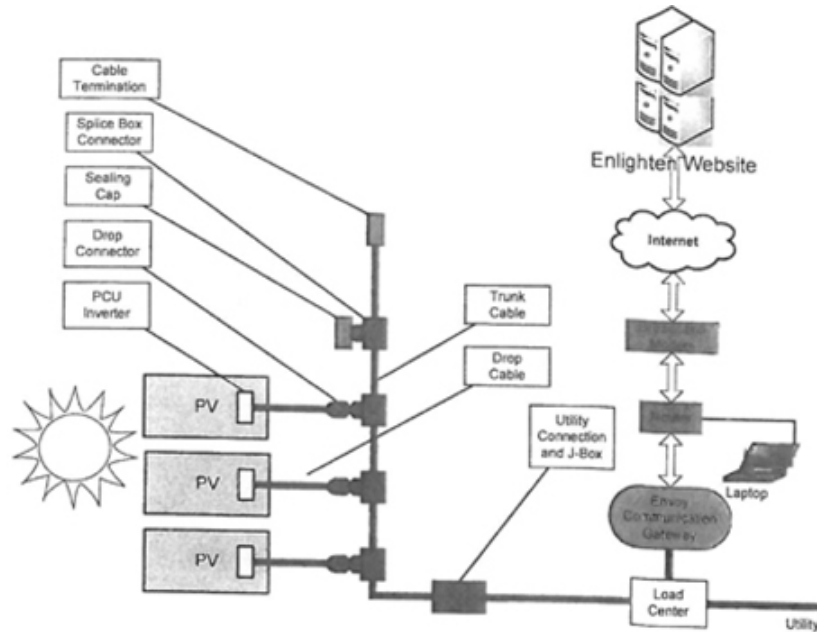 Cable
Termination
Splice Box
Connector
Sealing
Cap
Drop
Connector
PCU
Inverter
PV
PV
PV
Trunk
Cable
Drop
Cable
Utility
Connection
and J-Box
Enlighten Website
Internet
Modem
Router
Laptop
Envoy
Communication
Gateway
Load
Center
Utility